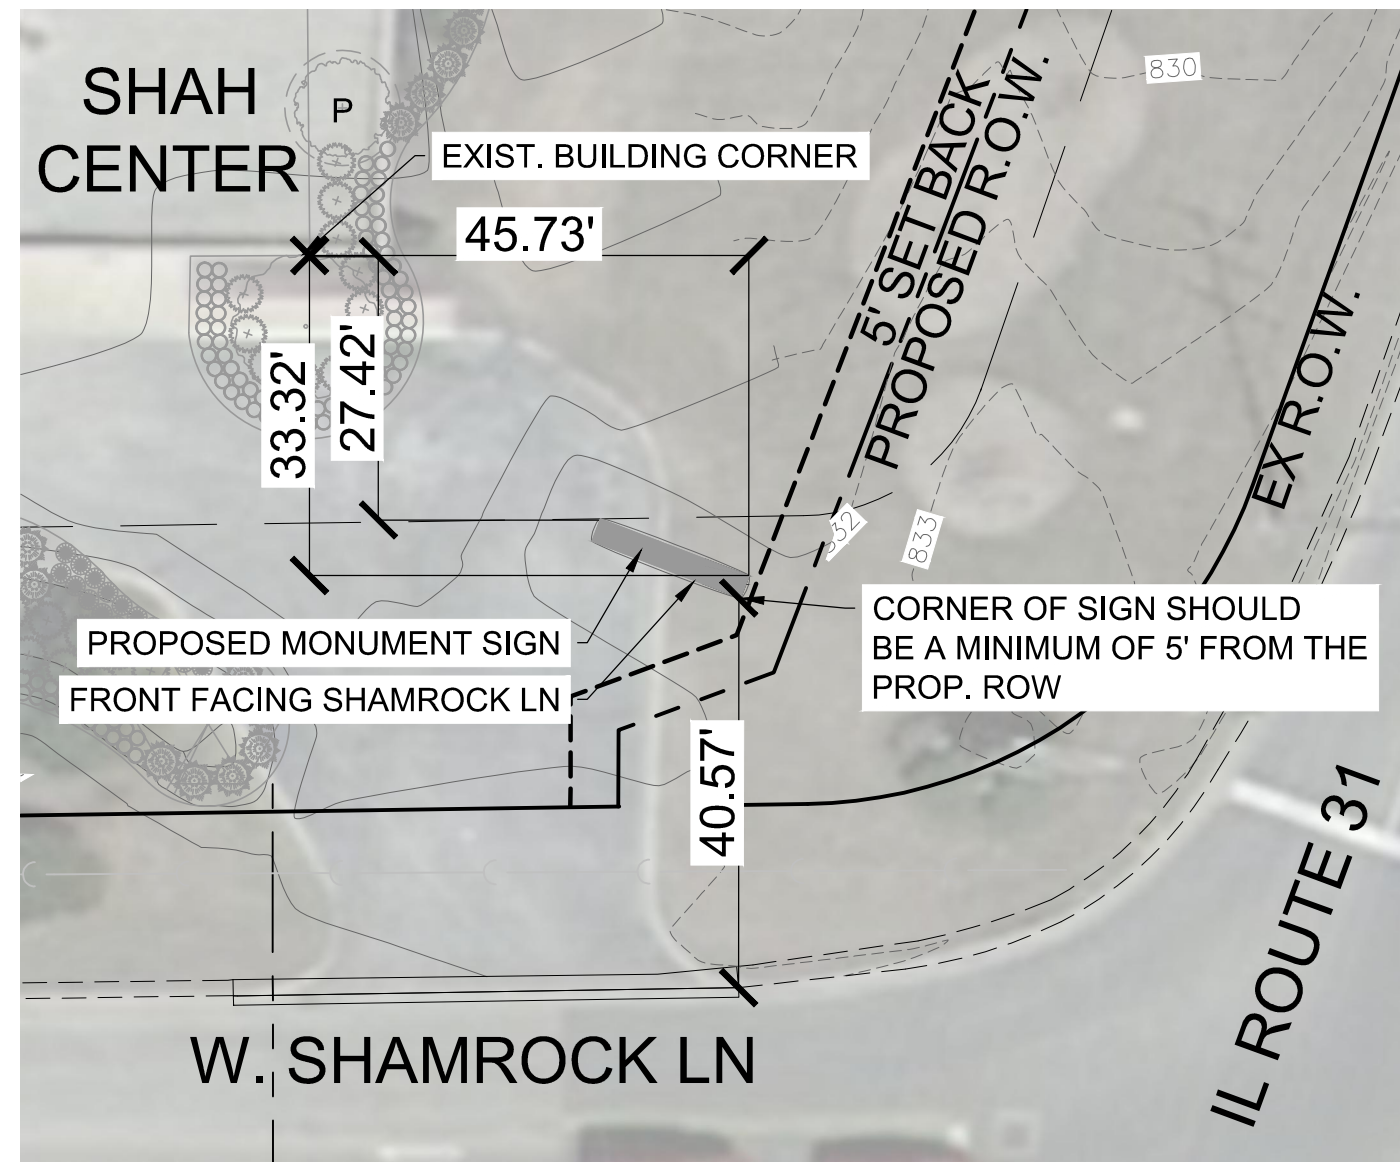 SHAH
CENTER
P
EXIST. BUILDING CORNER
830
45.73'
5' SET BACK
PROPOSED R.O.W.
EX R.O.W.
33.32'
27.42'
832
833
PROPOSED MONUMENT SIGN
FRONT FACING SHAMROCK LN
CORNER OF SIGN SHOULD
BE A MINIMUM OF 5' FROM THE
PROP. ROW
40.57'
IL ROUTE 31
W. SHAMROCK LN